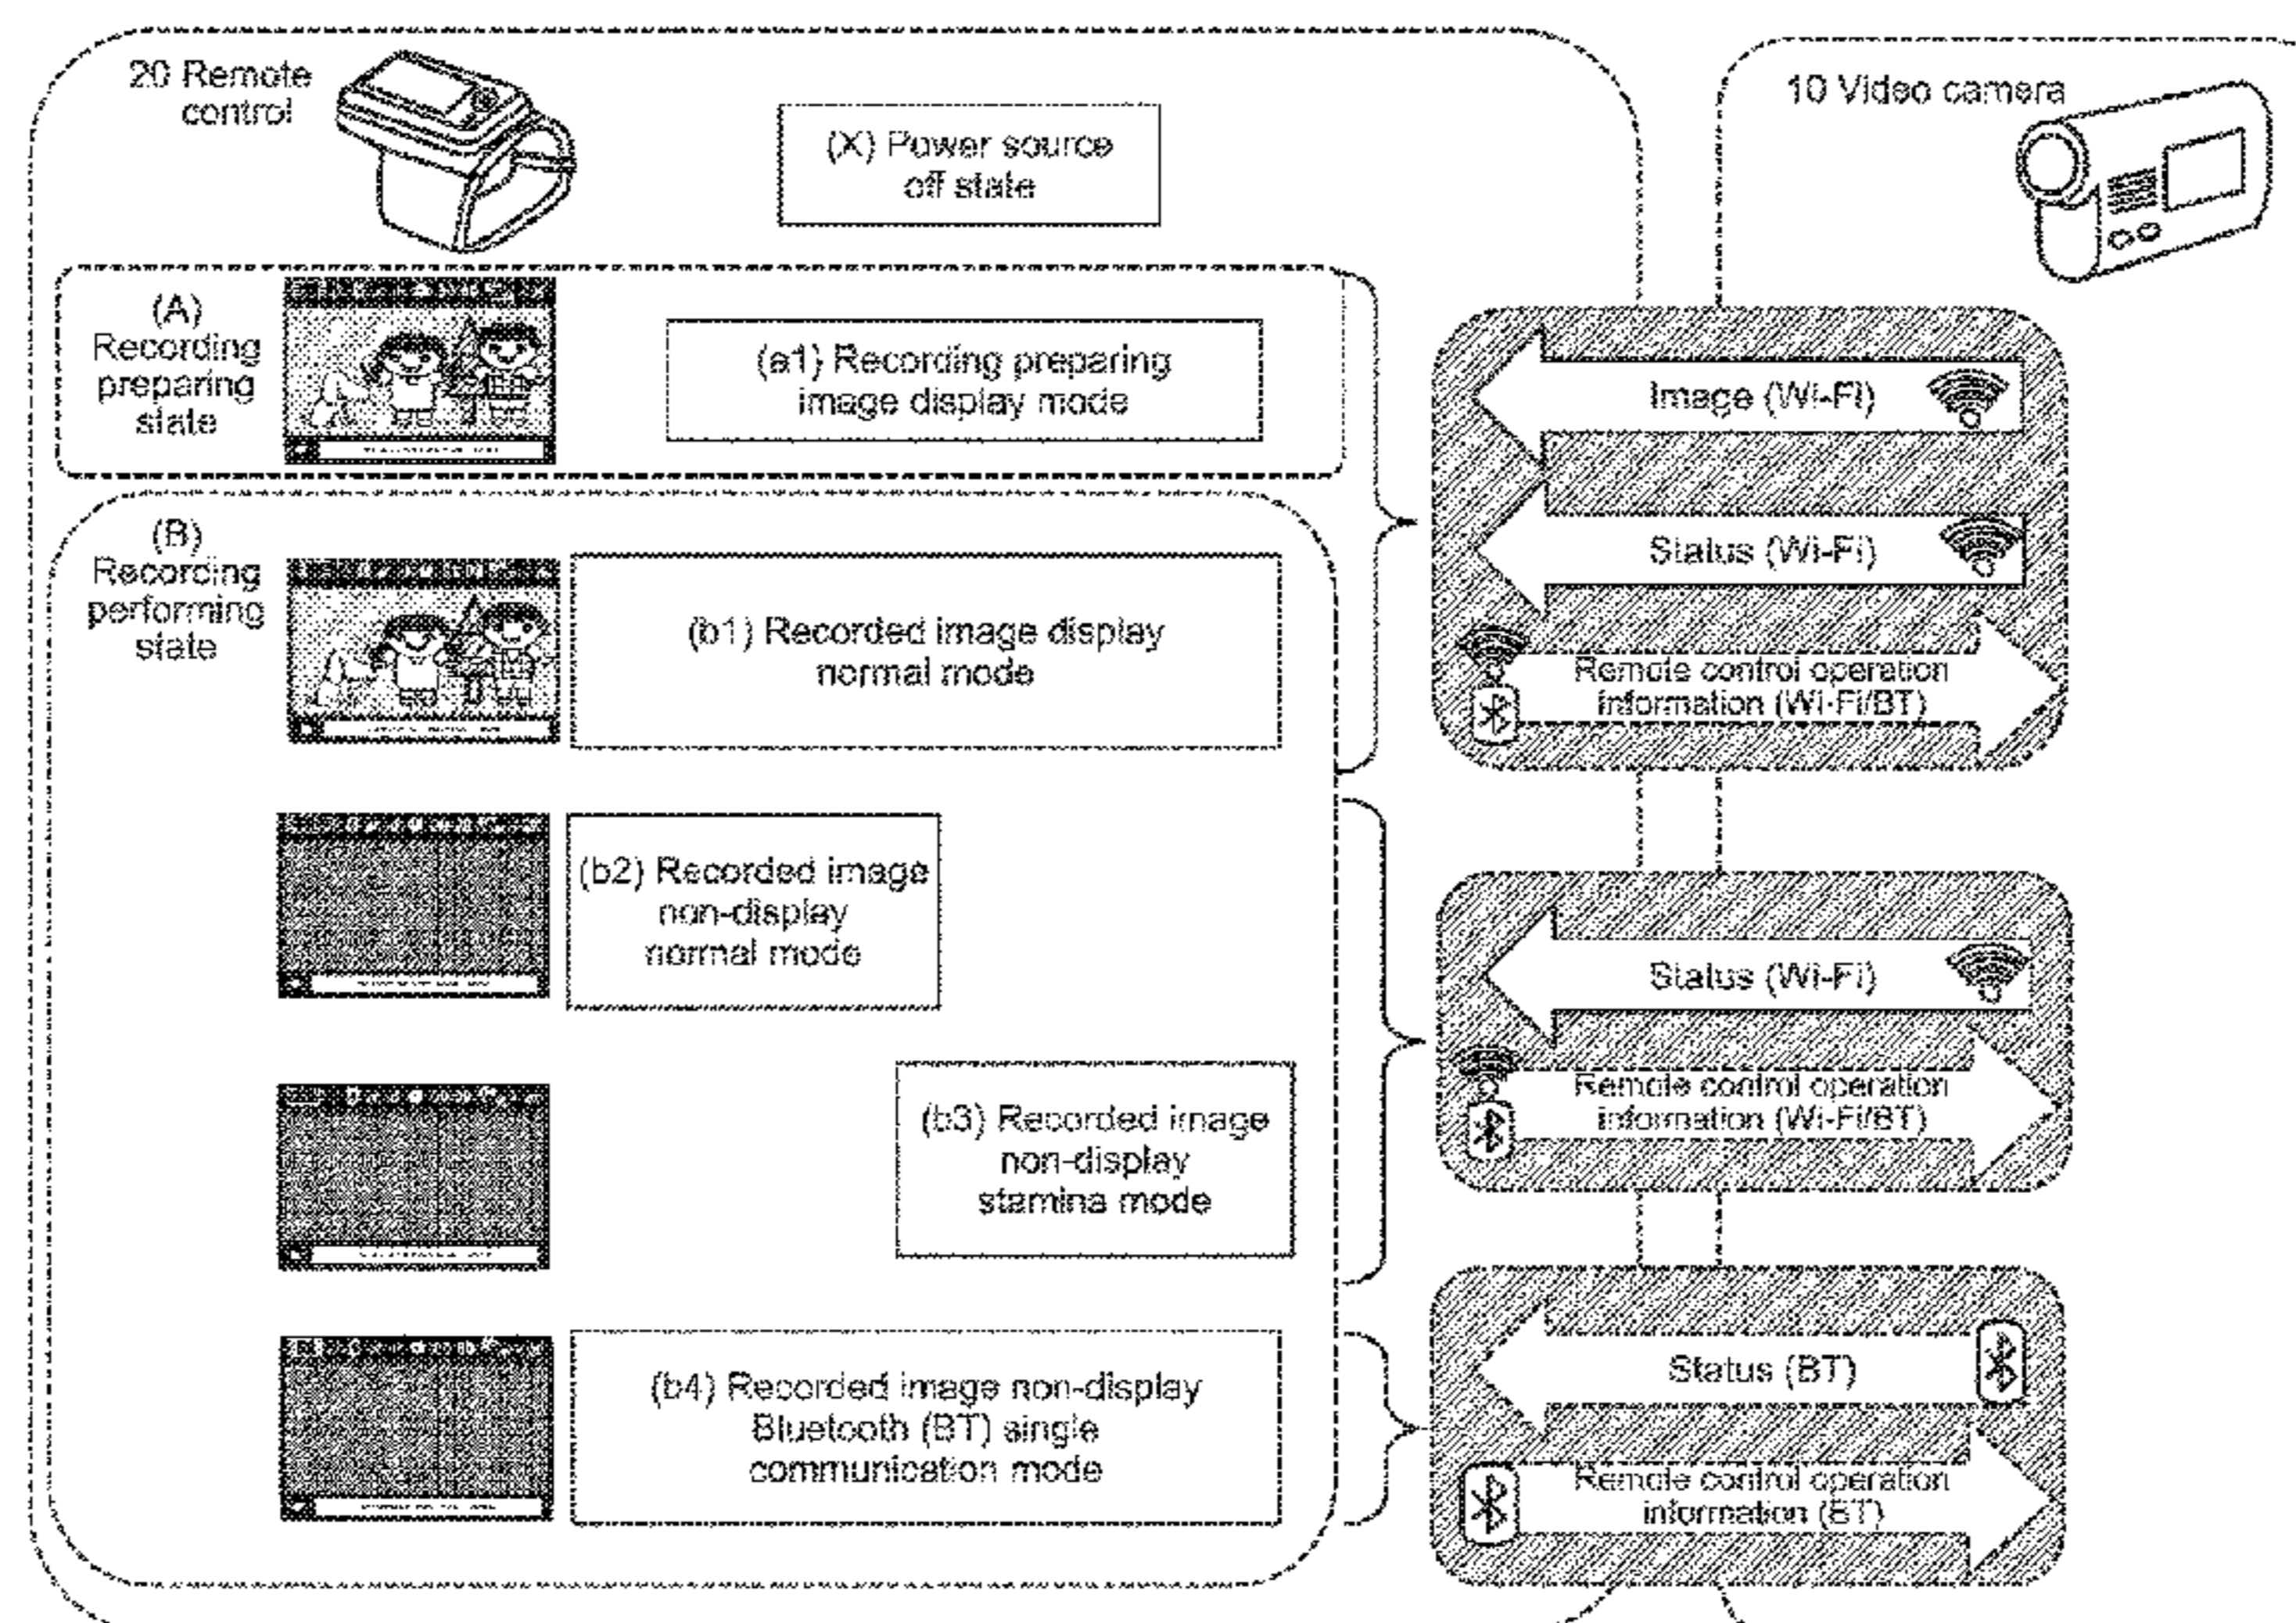 20 Remote
control
(X) Power source
off state
10 Video camera
(A)
Recording
preparing
state
(a1) Recording preparing
image display mode
Image (Wi-Fi)
Status (Wi-Fi)
Remote control operation
information (Wi-Fi/BT)
(B)
Recording
performing
state
(b1) Recorded image display
normal mode
(b2) Recorded image
non-display
normal mode
(b3) Recorded image
non-display
stamina mode
Status (Wi-Fi)
Remote control operation
information (Wi-Fi/BT)
(b4) Recorded image non-display
Bluetooth (BT) single
communication mode
Status (BT)
Remote control operation
information (BT)